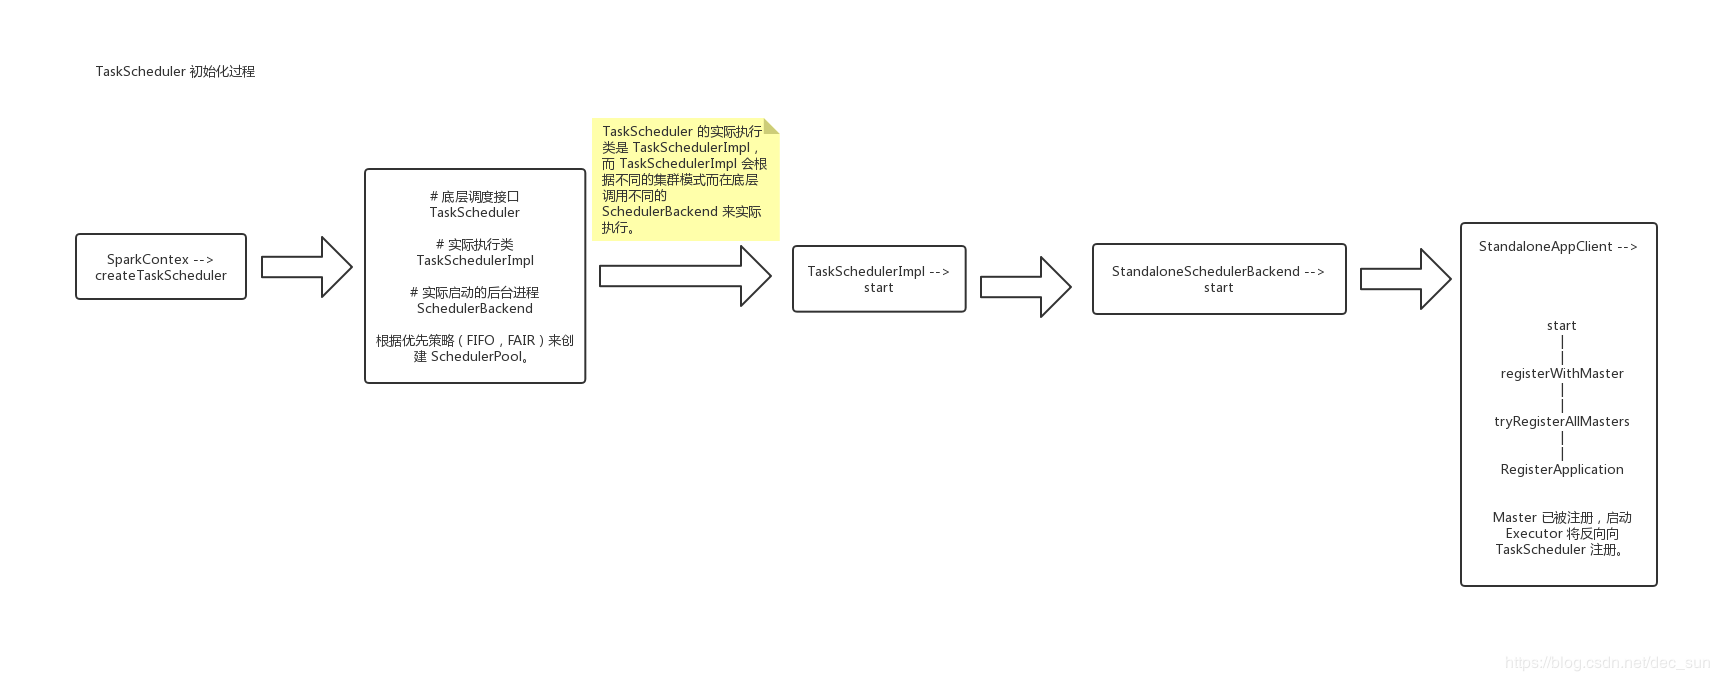 TaskScheduler 初始化过程
TaskScheduler 的实际执行
类是 TaskSchedulerImpl，
而 TaskSchedulerImpl 会根
据不同的集群模式而在底层
调用不同的
SchedulerBackend 来实际
执行。
SparkContex -->
createTaskScheduler
# 底层调度接口
TaskScheduler
# 实际执行类
TaskSchedulerImpl
# 实际启动的后台进程
SchedulerBackend
根据优先策略（FIFO，FAIR）来创
建 SchedulerPool。
TaskSchedulerImpl -->
start
StandaloneSchedulerBackend -->
start
StandaloneAppClient -->
start
|
|
registerWithMaster
|
|
tryRegisterAllMasters
|
|
RegisterApplication
Master 已被注册，启动
Executor 将反向向
TaskScheduler 注册。
https://blog.csdn.net/dec_sun